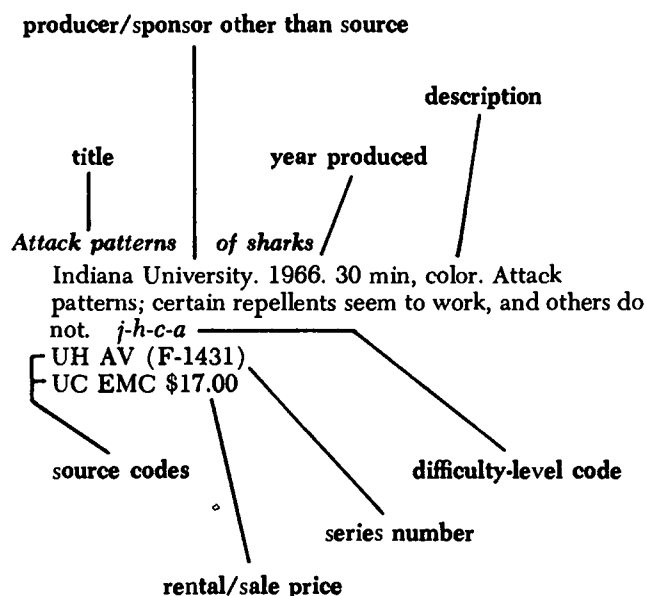 producer/sponsor other than source
description
title
year produced
Attack patterns of sharks
Indiana University. 1966. 30 min, color. Attack
patterns; certain repellents seem to work, and others do
not. j-h-c-a
UH AV (F-1431)
UC EMC $17.00
source codes
difficulty-level code
series number
rental/sale price